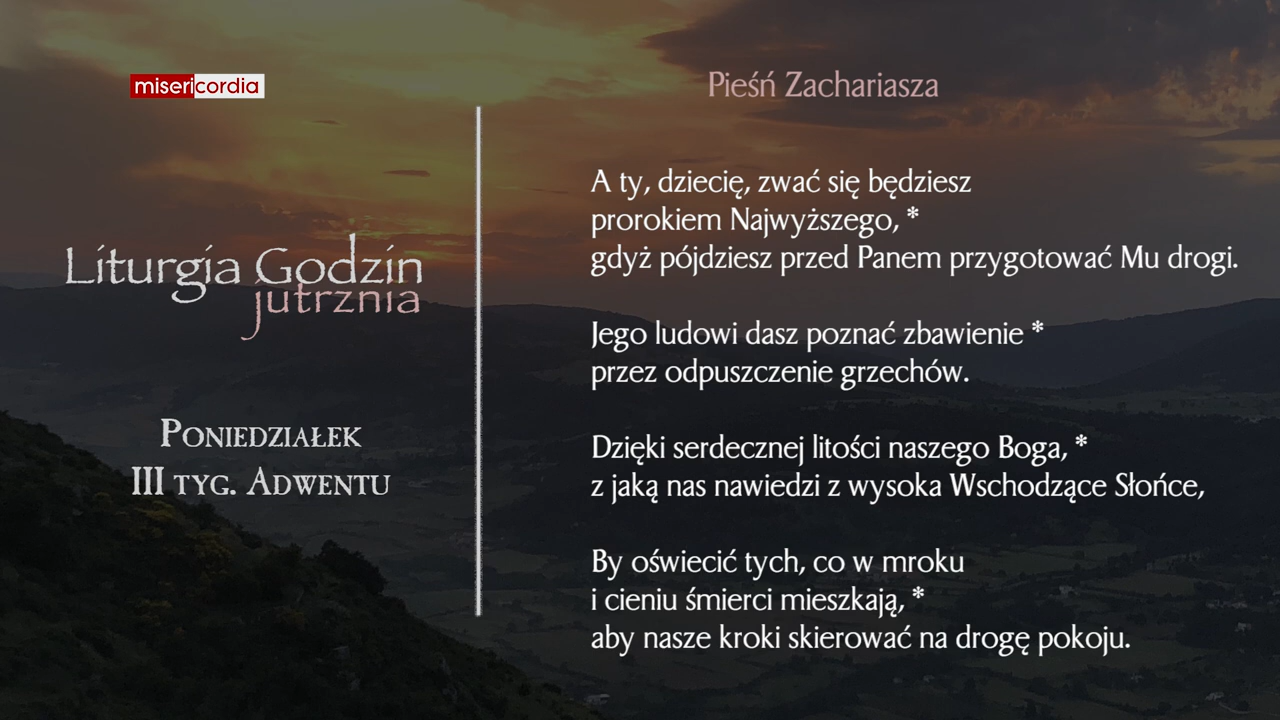 misericordia
Liturgia Godzin
jutrznia
Poniedziałek
III tyg. Adwentu
Pieśń Zachariasza
A ty, dziecię, zwać się będziesz
prorokiem Najwyższego, *
gdyż pójdziesz przed Panem przygotować Mu drogi.
Jego ludowi dasz poznać zbawienie *
przez odpuszczenie grzechów.
Dzięki serdecznej litości naszego Boga, *
z jaką nas nawiedzi z wysoka Wschodzące Słońce,
By oświecić tych, co w mroku
i cieniu śmierci mieszkają, *
aby nasze kroki skierować na drogę pokoju.